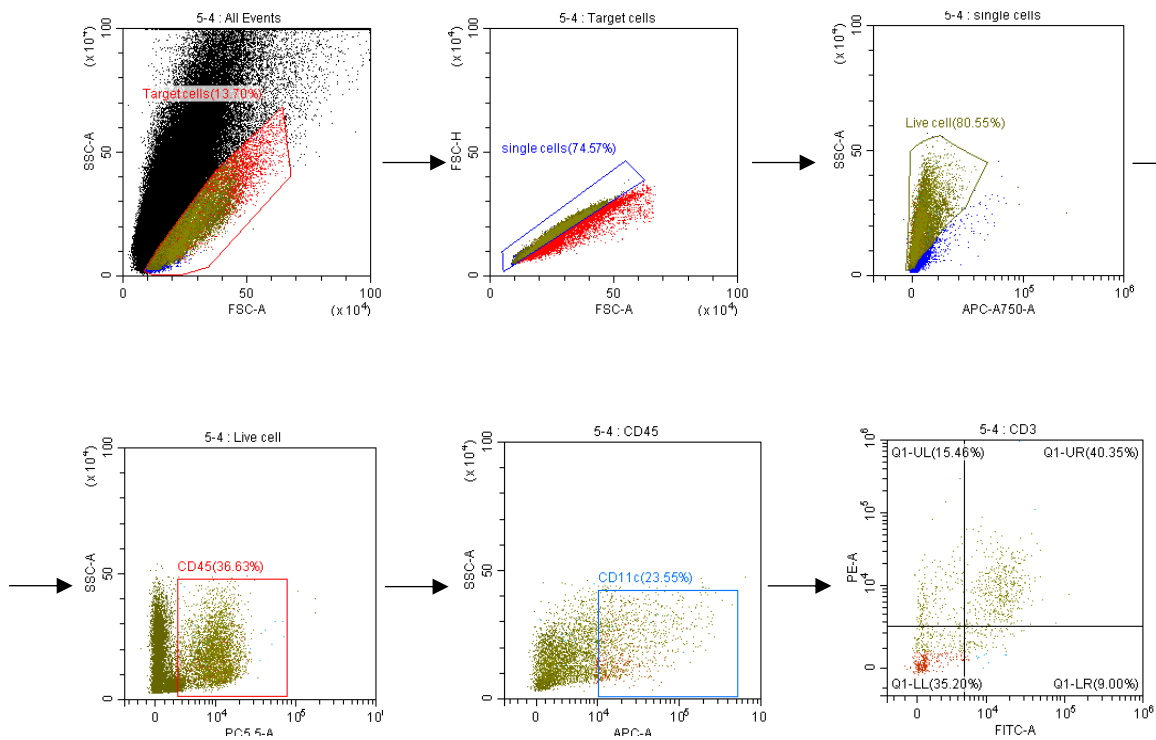 5-4 : All Events
(x10⁴)
100
SSC-A
50
0
Target cells(13.70%)
0
50
100
FSC-A
(x10⁴)
5-4 : Target cells
(x10⁴)
100
FSC-H
50
0
single cells(74.57%)
0
50
100
FSC-A
(x10⁴)
5-4 : single cells
(x10⁴)
100
SSC-A
50
0
Live cell(80.55%)
0
10⁵
10⁶
APC-A750-A
5-4 : Live cell
(x10⁴)
100
SSC-A
50
0
CD45(36.63%)
0
10⁴
10⁵
10
PC5.5-A
5-4 : CD45
(x10⁴)
100
SSC-A
50
0
CD11c(23.55%)
0
10⁴
10⁵
10
APC-A
5-4 : CD3
10⁶
Q1-UL(15.46%)
Q1-UR(40.35%)
10⁵
PE-A
10⁴
0
Q1-LL(35.20%)
Q1-LR(9.00%)
0
10⁴
10⁵
10⁶
FITC-A